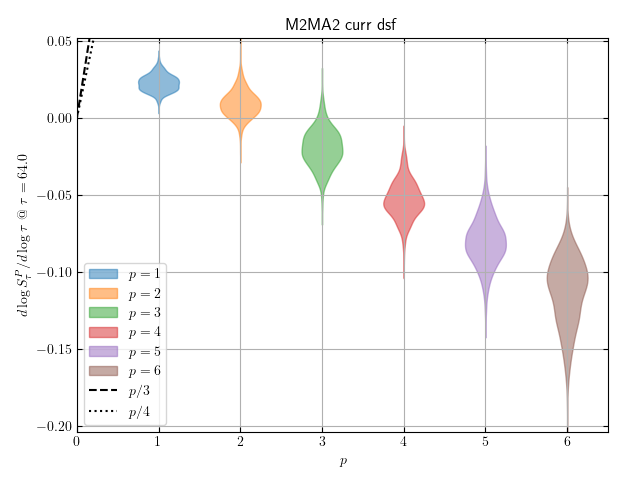 M2MA2 curr dsf
d log S_τ^P/d log τ @ τ = 64.0
0.05
0.00
−0.05
−0.10
−0.15
−0.20
p = 1
p = 2
p = 3
p = 4
p = 5
p = 6
p/3
p/4
0 1 2 3 4 5 6
p